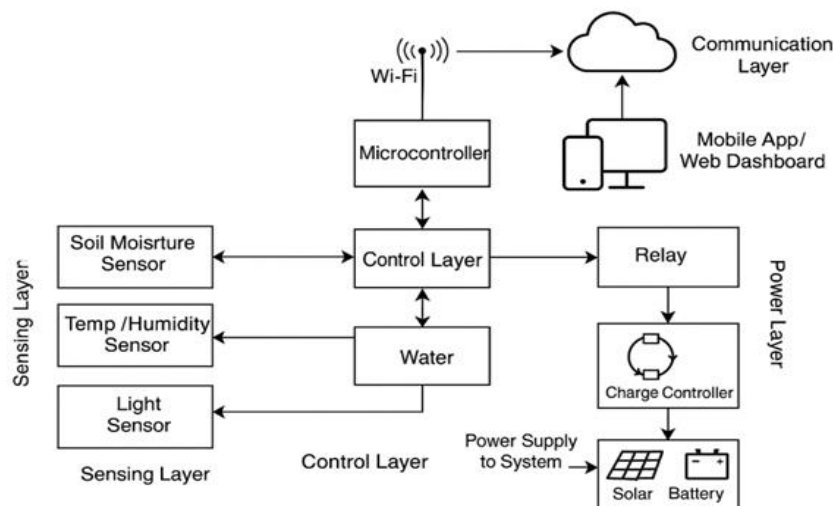 Wi-Fi
Communication
Layer
Microcontroller
Mobile App/
Web Dashboard
Soil Moisrture
Sensor
Control Layer
Relay
Sensing Layer
Power Layer
Temp /Humidity
Sensor
Water
Charge Controller
Light
Sensor
Sensing Layer
Control Layer
Power Supply
to System
Solar Battery